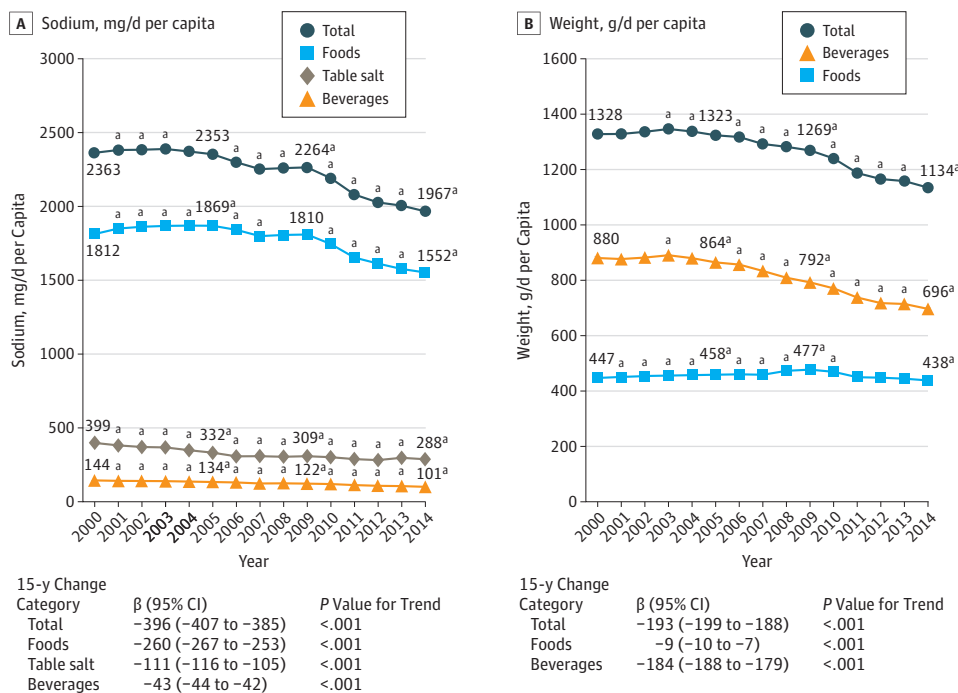 A Sodium, mg/d per capita
Total
Foods
Table salt
Beverages
Sodium, mg/d per Capita
3000
2500
2000
1500
1000
500
0
a a a a a a a a a
2363 2353 2264a 1967a
a a a a a a a a a a
1812 1869a 1810 1552a
a a a a a a a a a a a
399 332a 309a 288a
a a a a a a a a a a a
144 134a 122a 101a
2000 2001 2002 2003 2004 2005 2006 2007 2008 2009 2010 2011 2012 2013 2014
Year
15-y Change
Category β (95% CI) P Value for Trend
Total −396 (−407 to −385) <.001
Foods −260 (−267 to −253) <.001
Table salt −111 (−116 to −105) <.001
Beverages −43 (−44 to −42) <.001
B Weight, g/d per capita
Total
Beverages
Foods
Weight, g/d per Capita
1600
1400
1200
1000
800
600
400
200
0
a a a a a a a a
1328 1323 1269a 1134a
a a a a a a a a a
880 864a 792a 696a
a a a a a a a a a a a
447 458a 477a 438a
2000 2001 2002 2003 2004 2005 2006 2007 2008 2009 2010 2011 2012 2013 2014
Year
15-y Change
Category β (95% CI) P Value for Trend
Total −193 (−199 to −188) <.001
Foods −9 (−10 to −7) <.001
Beverages −184 (−188 to −179) <.001